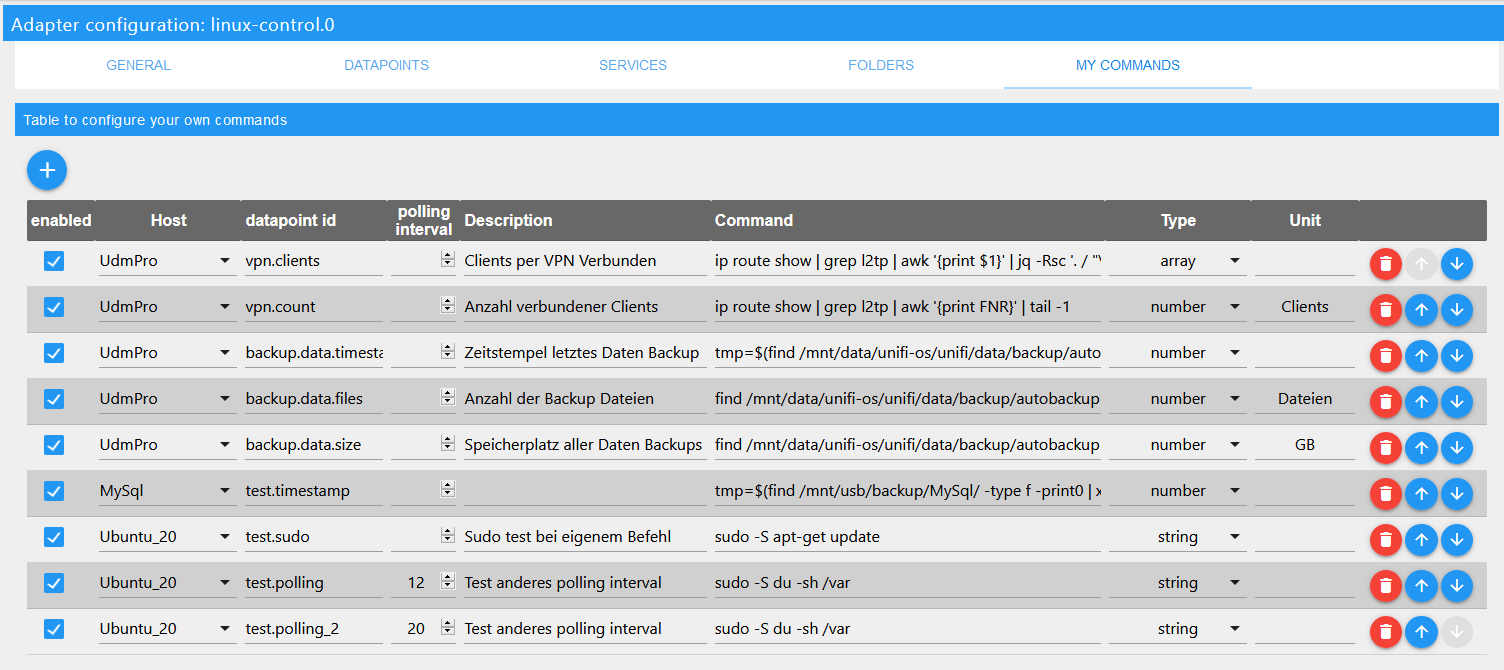 Adapter configuration: linux-control.0
GENERAL DATAPOINTS SERVICES FOLDERS MY COMMANDS
Table to configure your own commands
enabled Host datapoint id polling interval Description Command Type Unit
UdmPro vpn.clients Clients per VPN Verbunden ip route show | grep l2tp | awk '{print $1}' | jq -Rsc '. / "\ array
UdmPro vpn.count Anzahl verbundener Clients ip route show | grep l2tp | awk '{print FNR}' | tail -1 number Clients
UdmPro backup.data.timesta Zeitstempel letztes Daten Backup tmp=$(find /mnt/data/unifi-os/unifi/data/backup/auto number
UdmPro backup.data.files Anzahl der Backup Dateien find /mnt/data/unifi-os/unifi/data/backup/autobackup number Dateien
UdmPro backup.data.size Speicherplatz aller Daten Backups find /mnt/data/unifi-os/unifi/data/backup/autobackup number GB
MySql test.timestamp tmp=$(find /mnt/usb/backup/MySql/ -type f -print0 | x number
Ubuntu_20 test.sudo Sudo test bei eigenem Befehl sudo -S apt-get update string
Ubuntu_20 test.polling 12 Test anderes polling interval sudo -S du -sh /var string
Ubuntu_20 test.polling_2 20 Test anderes polling interval sudo -S du -sh /var string